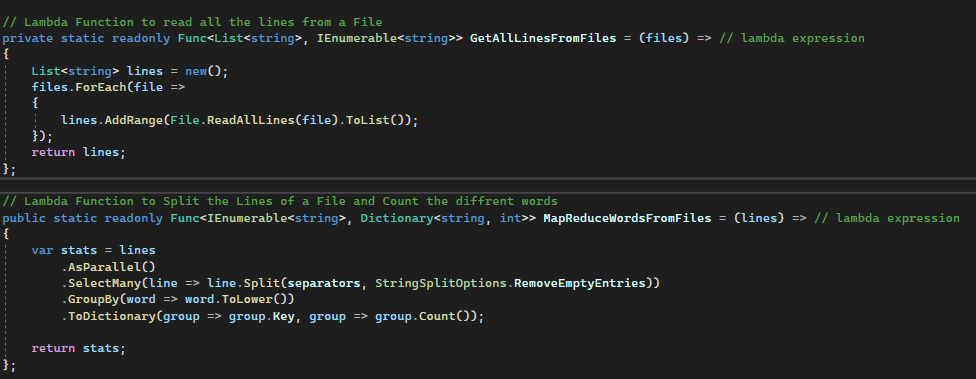 // Lambda Function to read all the lines from a File
private static readonly Func<List<string>, IEnumerable<string>> GetAllLinesFromFiles = (files) => // lambda expression
{
    List<string> lines = new();
    files.ForEach(file =>
    {
        lines.AddRange(File.ReadAllLines(file).ToList());
    });
    return lines;
};
// Lambda Function to Split the Lines of a File and Count the diffrent words
public static readonly Func<IEnumerable<string>, Dictionary<string, int>> MapReduceWordsFromFiles = (lines) => // lambda expression
{
    var stats = lines
        .AsParallel()
        .SelectMany(line => line.Split(separators, StringSplitOptions.RemoveEmptyEntries))
        .GroupBy(word => word.ToLower())
        .ToDictionary(group => group.Key, group => group.Count());

    return stats;
};